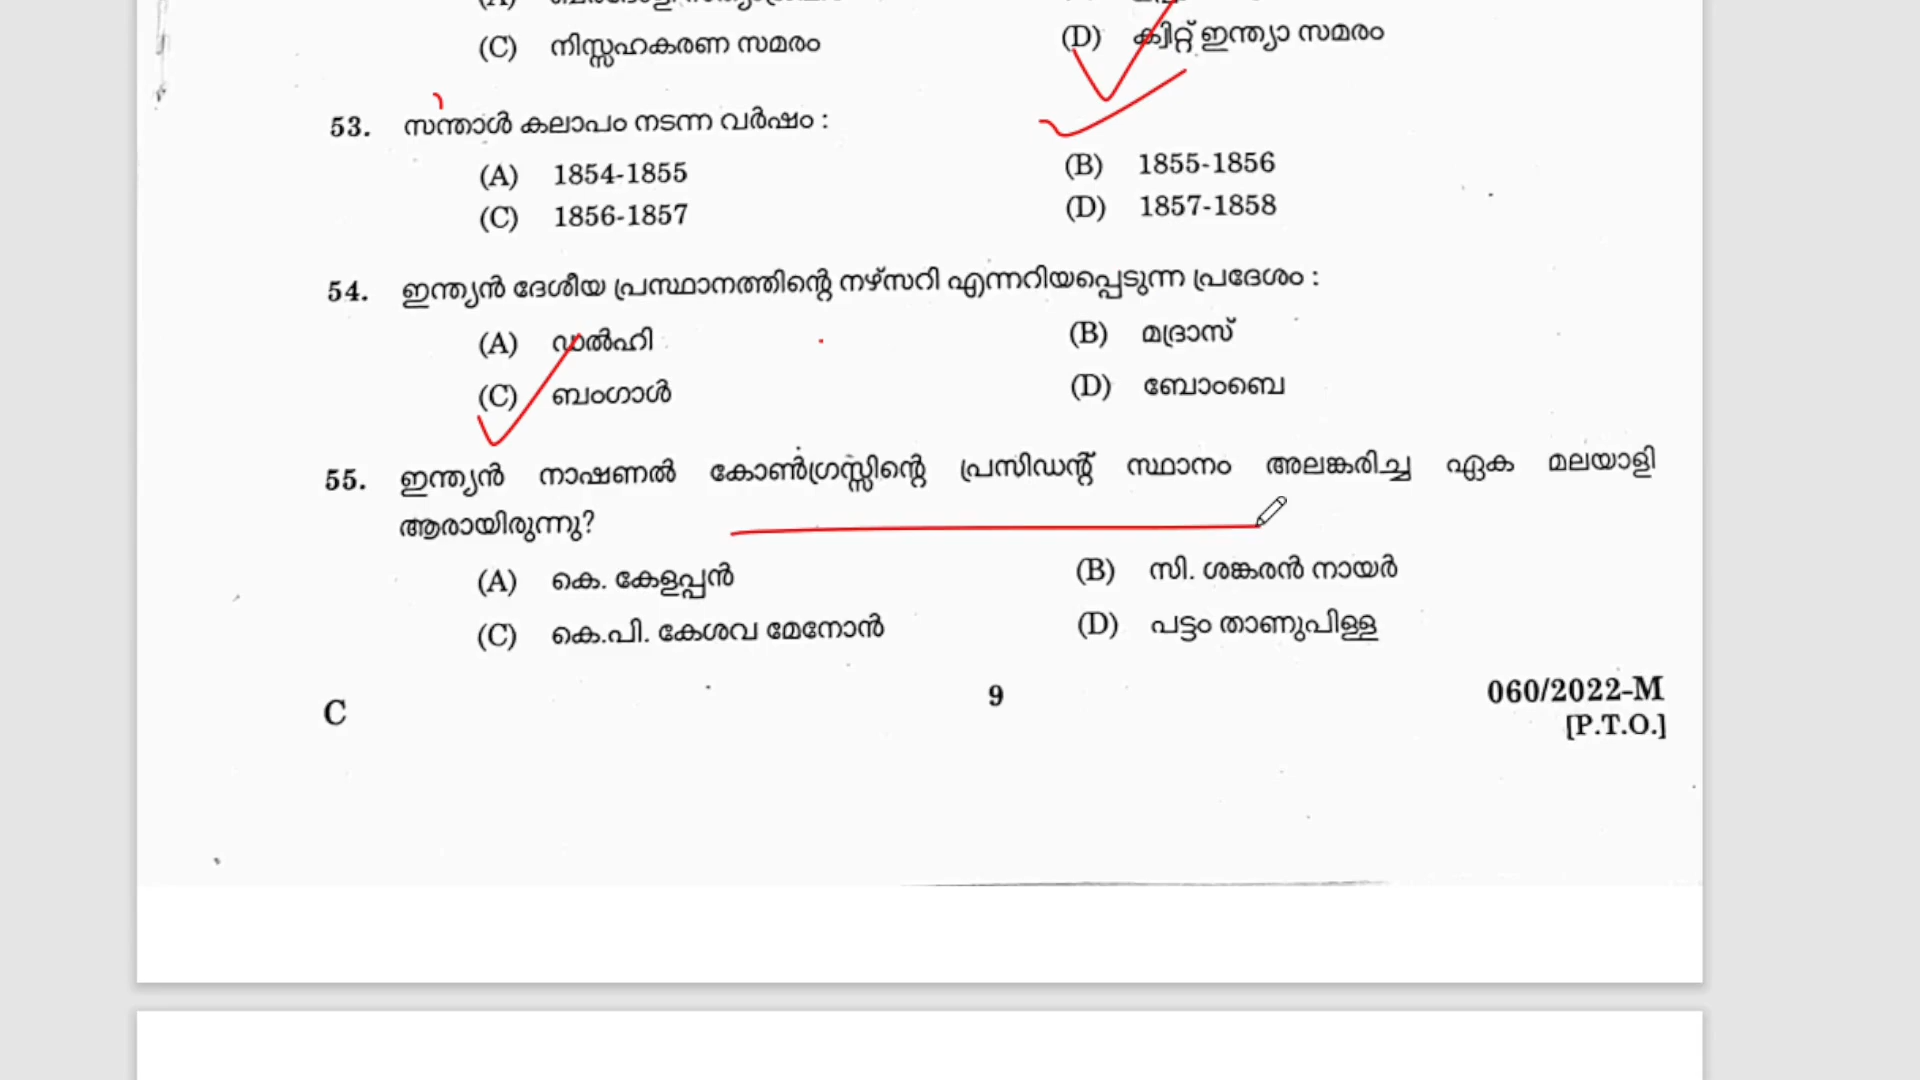 (C) നിസ്സഹകരണ സമരം (D) ക്വിറ്റ് ഇന്ത്യാ സമരം
53. സന്താൾ കലാപം നടന്ന വർഷം :
(A) 1854-1855 (B) 1855-1856
(C) 1856-1857 (D) 1857-1858
54. ഇന്ത്യൻ ദേശീയ പ്രസ്ഥാനത്തിന്റെ നഴ്സറി എന്നറിയപ്പെടുന്ന പ്രദേശം :
(A) ഡൽഹി (B) മദ്രാസ്
(C) ബംഗാൾ (D) ബോംബെ
55. ഇന്ത്യൻ നാഷണൽ കോൺഗ്രസ്സിന്റെ പ്രസിഡന്റ് സ്ഥാനം അലങ്കരിച്ച ഏക മലയാളി
ആരായിരുന്നു?
(A) കെ. കേളപ്പൻ (B) സി. ശങ്കരൻ നായർ
(C) കെ.പി. കേശവ മേനോൻ (D) പട്ടം താണുപിള്ള
C 9 060/2022-M
[P.T.O.]